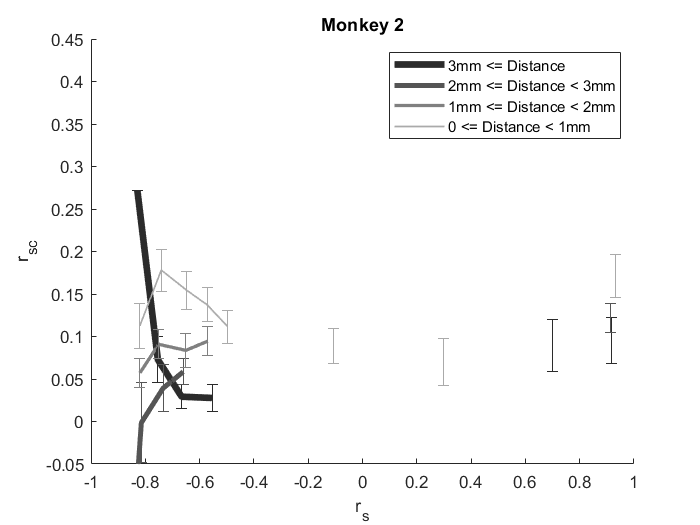 Monkey 2
0.45
0.4
0.35
0.3
0.25
0.2
0.15
0.1
0.05
0
-0.05
r_sc
3mm <= Distance
2mm <= Distance < 3mm
1mm <= Distance < 2mm
0 <= Distance < 1mm
-1 -0.8 -0.6 -0.4 -0.2 0 0.2 0.4 0.6 0.8 1
r_s